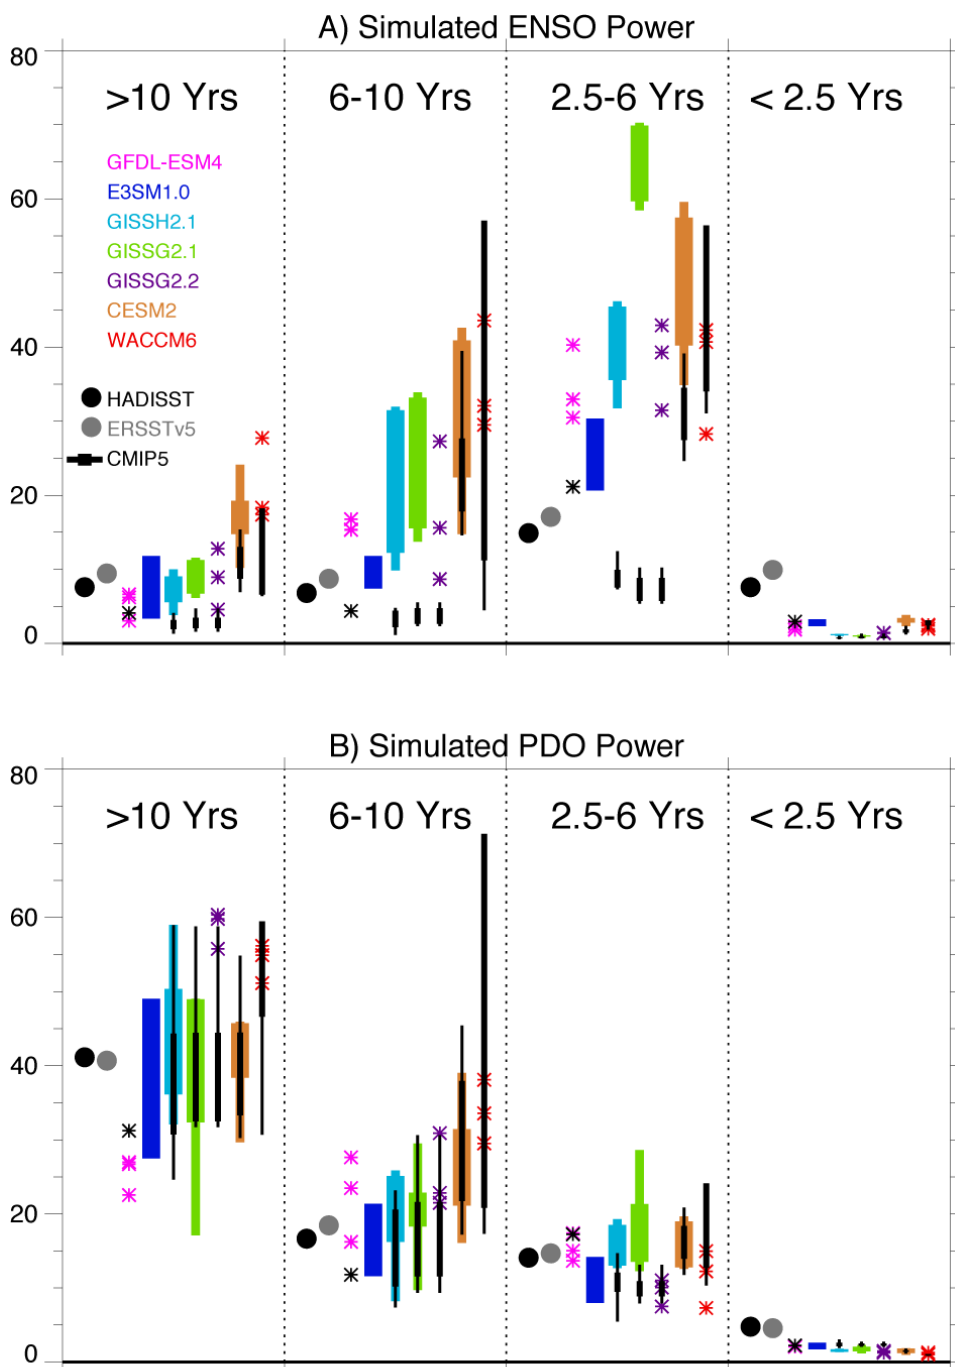 A) Simulated ENSO Power
80
>10 Yrs
6-10 Yrs
2.5-6 Yrs
< 2.5 Yrs
GFDL-ESM4
E3SM1.0
GISSH2.1
60
GISSG2.1
GISSG2.2
CESM2
WACCM6
40
HADISST
ERSSTv5
CMIP5
20
0
B) Simulated PDO Power
80
>10 Yrs
6-10 Yrs
2.5-6 Yrs
< 2.5 Yrs
60
40
20
0